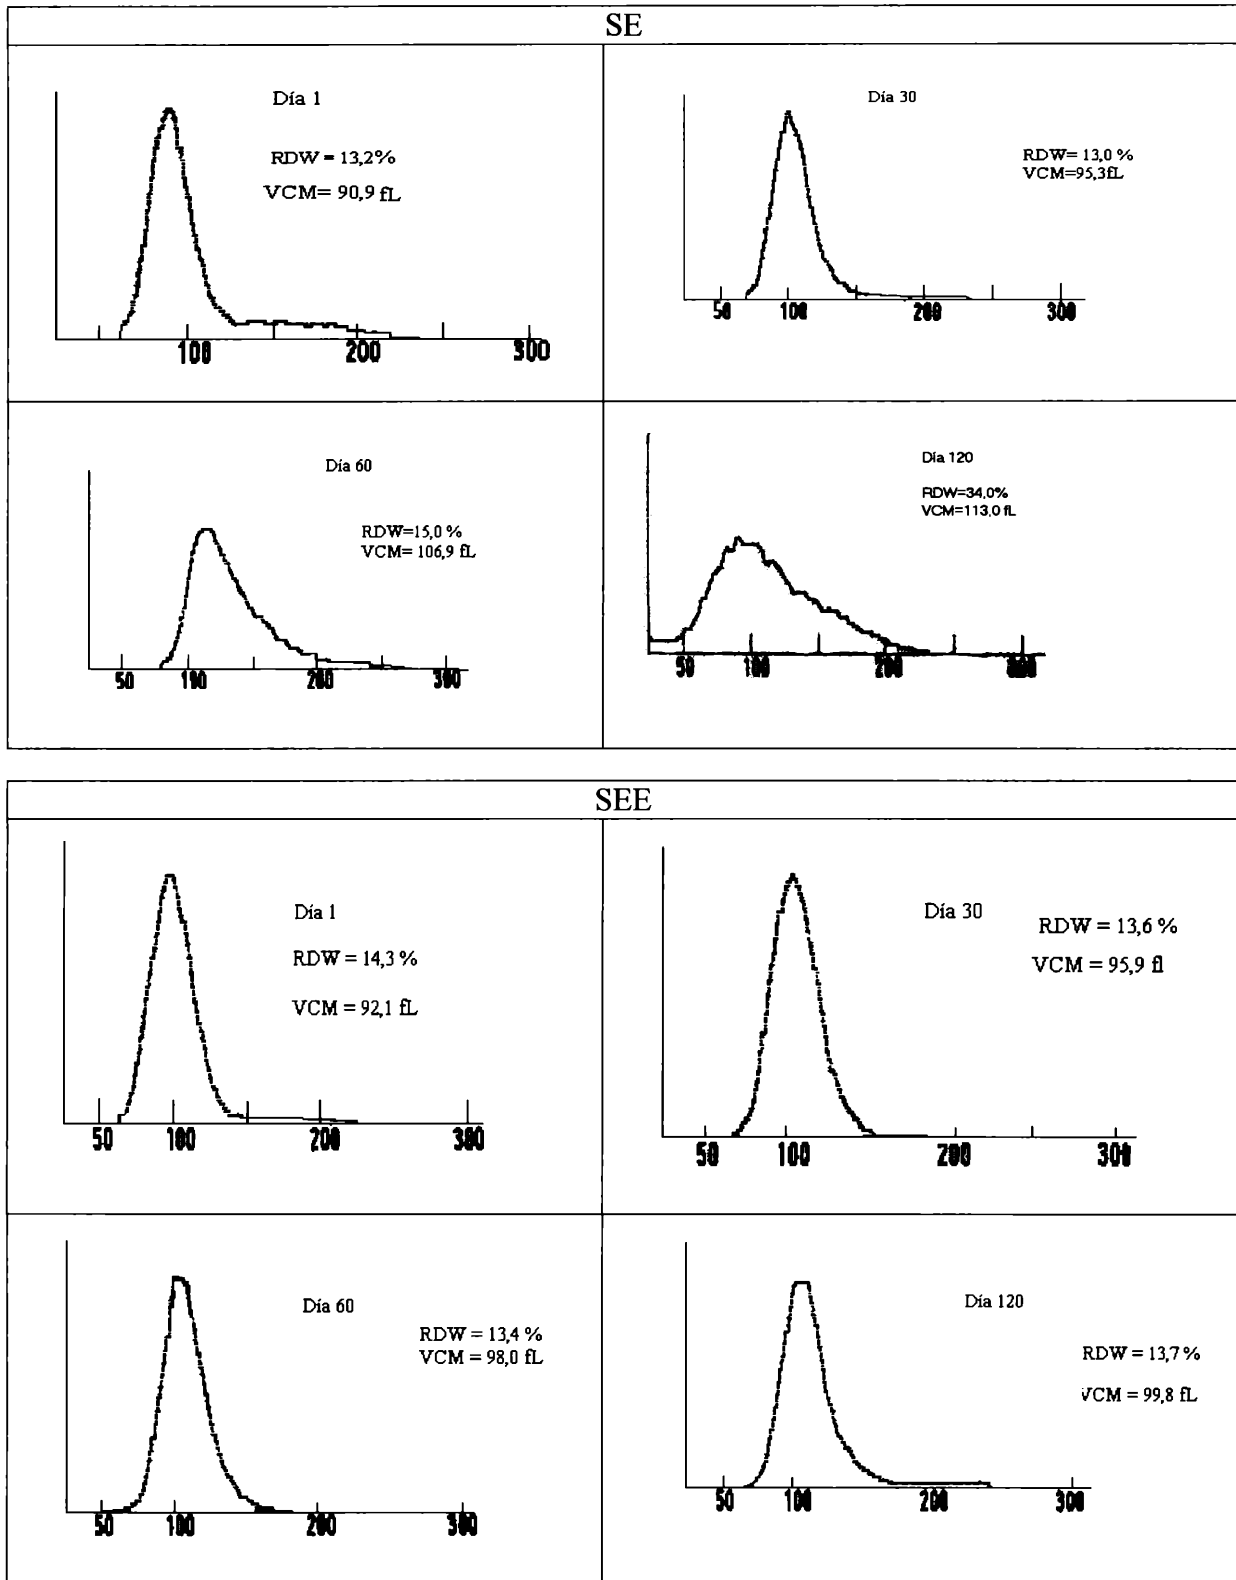 SE
Día 1
RDW = 13,2%
VCM= 90,9 fL
100 200 300
Día 30
RDW= 13,0 %
VCM=95,3fL
50 100 200 300
Día 60
RDW=15,0 %
VCM= 106,9 fL
50 100 200 300
Día 120
RDW=34,0%
VCM=113,0 fL
50 100 200 300
SEE
Día 1
RDW = 14,3 %
VCM = 92,1 fL
50 100 200 300
Día 30
RDW = 13,6 %
VCM = 95,9 fl
50 100 200 300
Día 60
RDW = 13,4 %
VCM = 98,0 fL
50 100 200 300
Día 120
RDW = 13,7 %
VCM = 99,8 fL
50 100 200 300